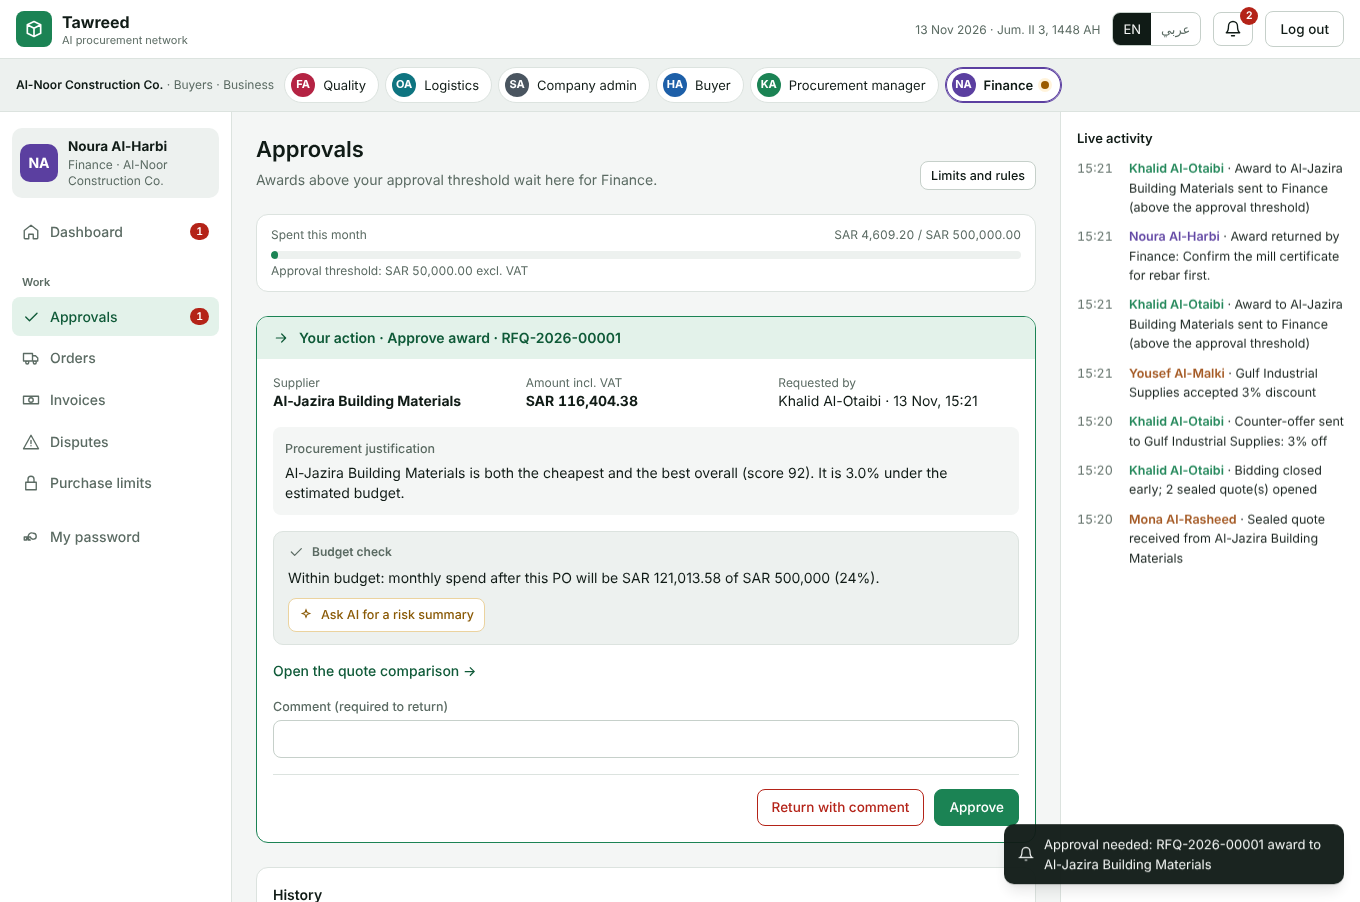 Tawreed
AI procurement network
13 Nov 2026 · Jum. II 3, 1448 AH
EN
عربي
2
Log out
Al-Noor Construction Co. · Buyers · Business
FA Quality
OA Logistics
SA Company admin
HA Buyer
KA Procurement manager
NA Finance
NA
Noura Al-Harbi
Finance · Al-Noor
Construction Co.
Dashboard 1
Work
Approvals 1
Orders
Invoices
Disputes
Purchase limits
My password
Approvals
Awards above your approval threshold wait here for Finance.
Limits and rules
Spent this month
SAR 4,609.20 / SAR 500,000.00
Approval threshold: SAR 50,000.00 excl. VAT
→ Your action · Approve award · RFQ-2026-00001
Supplier
Al-Jazira Building Materials
Amount incl. VAT
SAR 116,404.38
Requested by
Khalid Al-Otaibi · 13 Nov, 15:21
Procurement justification
Al-Jazira Building Materials is both the cheapest and the best overall (score 92). It is 3.0% under the
estimated budget.
Budget check
Within budget: monthly spend after this PO will be SAR 121,013.58 of SAR 500,000 (24%).
Ask AI for a risk summary
Open the quote comparison →
Comment (required to return)
Return with comment
Approve
History
Live activity
15:21 Khalid Al-Otaibi · Award to Al-Jazira
Building Materials sent to Finance
(above the approval threshold)
15:21 Noura Al-Harbi · Award returned by
Finance: Confirm the mill certificate
for rebar first.
15:21 Khalid Al-Otaibi · Award to Al-Jazira
Building Materials sent to Finance
(above the approval threshold)
15:21 Yousef Al-Malki · Gulf Industrial
Supplies accepted 3% discount
15:20 Khalid Al-Otaibi · Counter-offer sent
to Gulf Industrial Supplies: 3% off
15:20 Khalid Al-Otaibi · Bidding closed
early; 2 sealed quote(s) opened
15:20 Mona Al-Rasheed · Sealed quote
received from Al-Jazira Building
Materials
Approval needed: RFQ-2026-00001 award to
Al-Jazira Building Materials